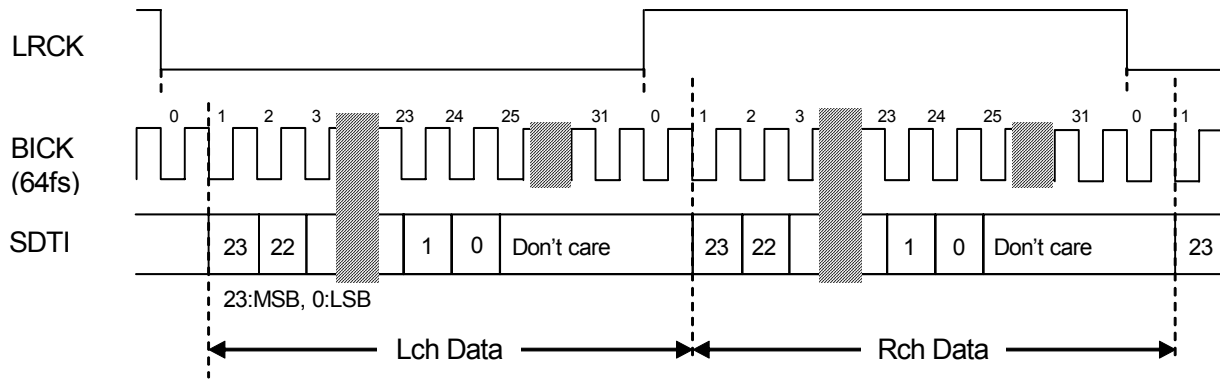 LRCK
0 1 2 3 23 24 25 31 0 1 2 3 23 24 25 31 0 1
BICK
(64fs)
SDTI 23 22 1 0 Don't care 23 22 1 0 Don't care 23
23:MSB, 0:LSB
Lch Data Rch Data